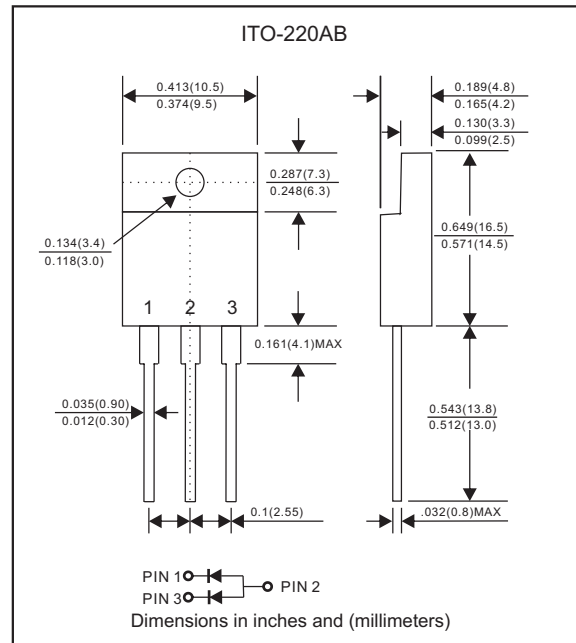 ITO-220AB
0.413(10.5)
0.374(9.5)
0.189(4.8)
0.165(4.2)
0.130(3.3)
0.099(2.5)
0.287(7.3)
0.248(6.3)
0.134(3.4)
0.118(3.0)
0.649(16.5)
0.571(14.5)
1 2 3
0.161(4.1)MAX
0.035(0.90)
0.012(0.30)
0.543(13.8)
0.512(13.0)
0.1(2.55)
.032(0.8)MAX
PIN 1
PIN 2
PIN 3
Dimensions in inches and (millimeters)